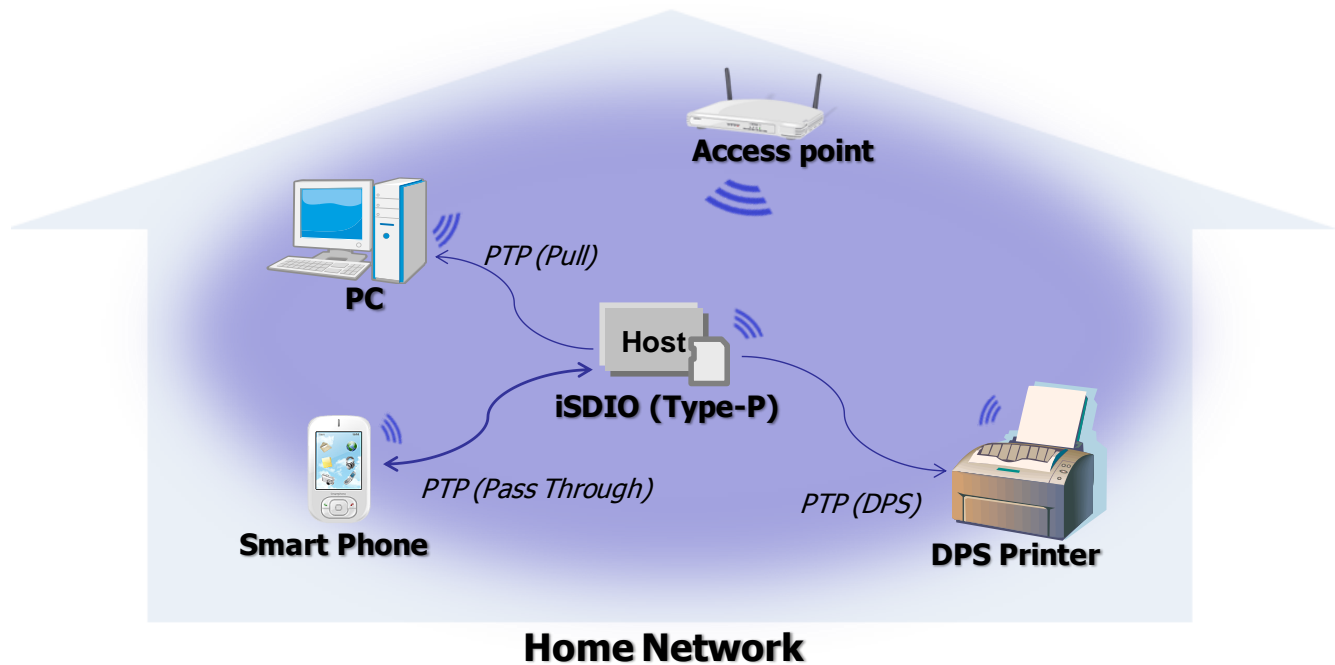 Access point
PTP (Pull)
PC
Host
iSDIO (Type-P)
PTP (Pass Through)
PTP (DPS)
Smart Phone
DPS Printer
Home Network